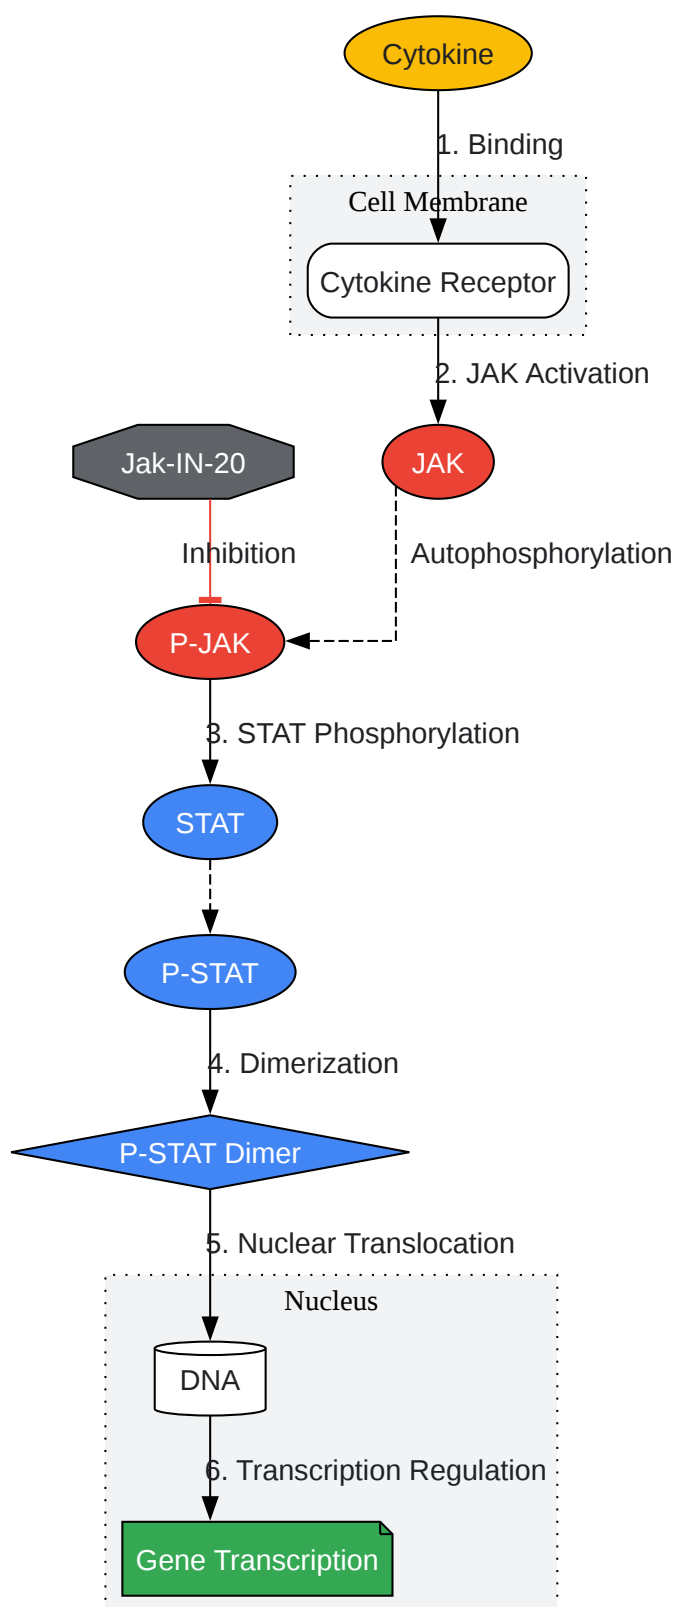 Cytokine
1. Binding
Cell Membrane
Cytokine Receptor
2. JAK Activation
Jak-IN-20
JAK
Inhibition
Autophosphorylation
P-JAK
3. STAT Phosphorylation
STAT
P-STAT
4. Dimerization
P-STAT Dimer
5. Nuclear Translocation
Nucleus
DNA
6. Transcription Regulation
Gene Transcription